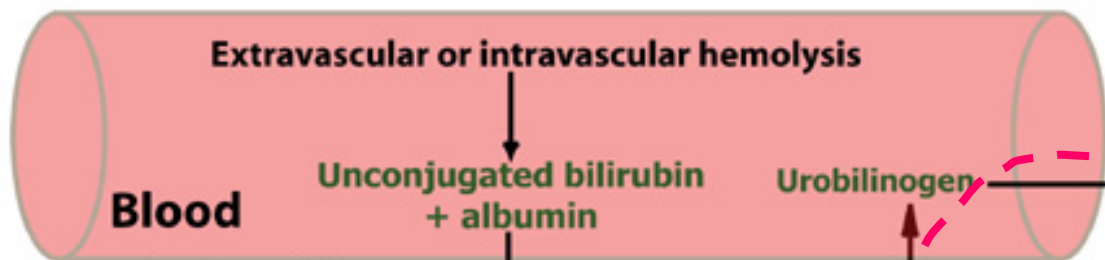 Extravascular or intravascular hemolysis
Unconjugated bilirubin
+ albumin
Urobilinogen
Blood